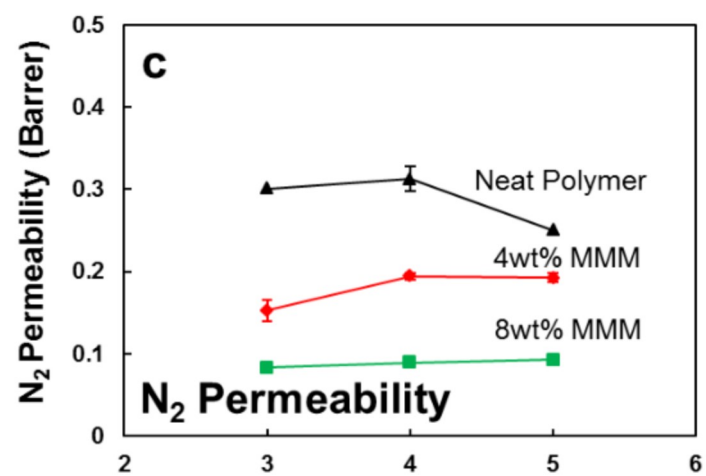 0.5
c
0.4
0.3
0.2
0.1
0
N₂ Permeability (Barrer)
Neat Polymer
4wt% MMM
8wt% MMM
N₂ Permeability
2 3 4 5 6